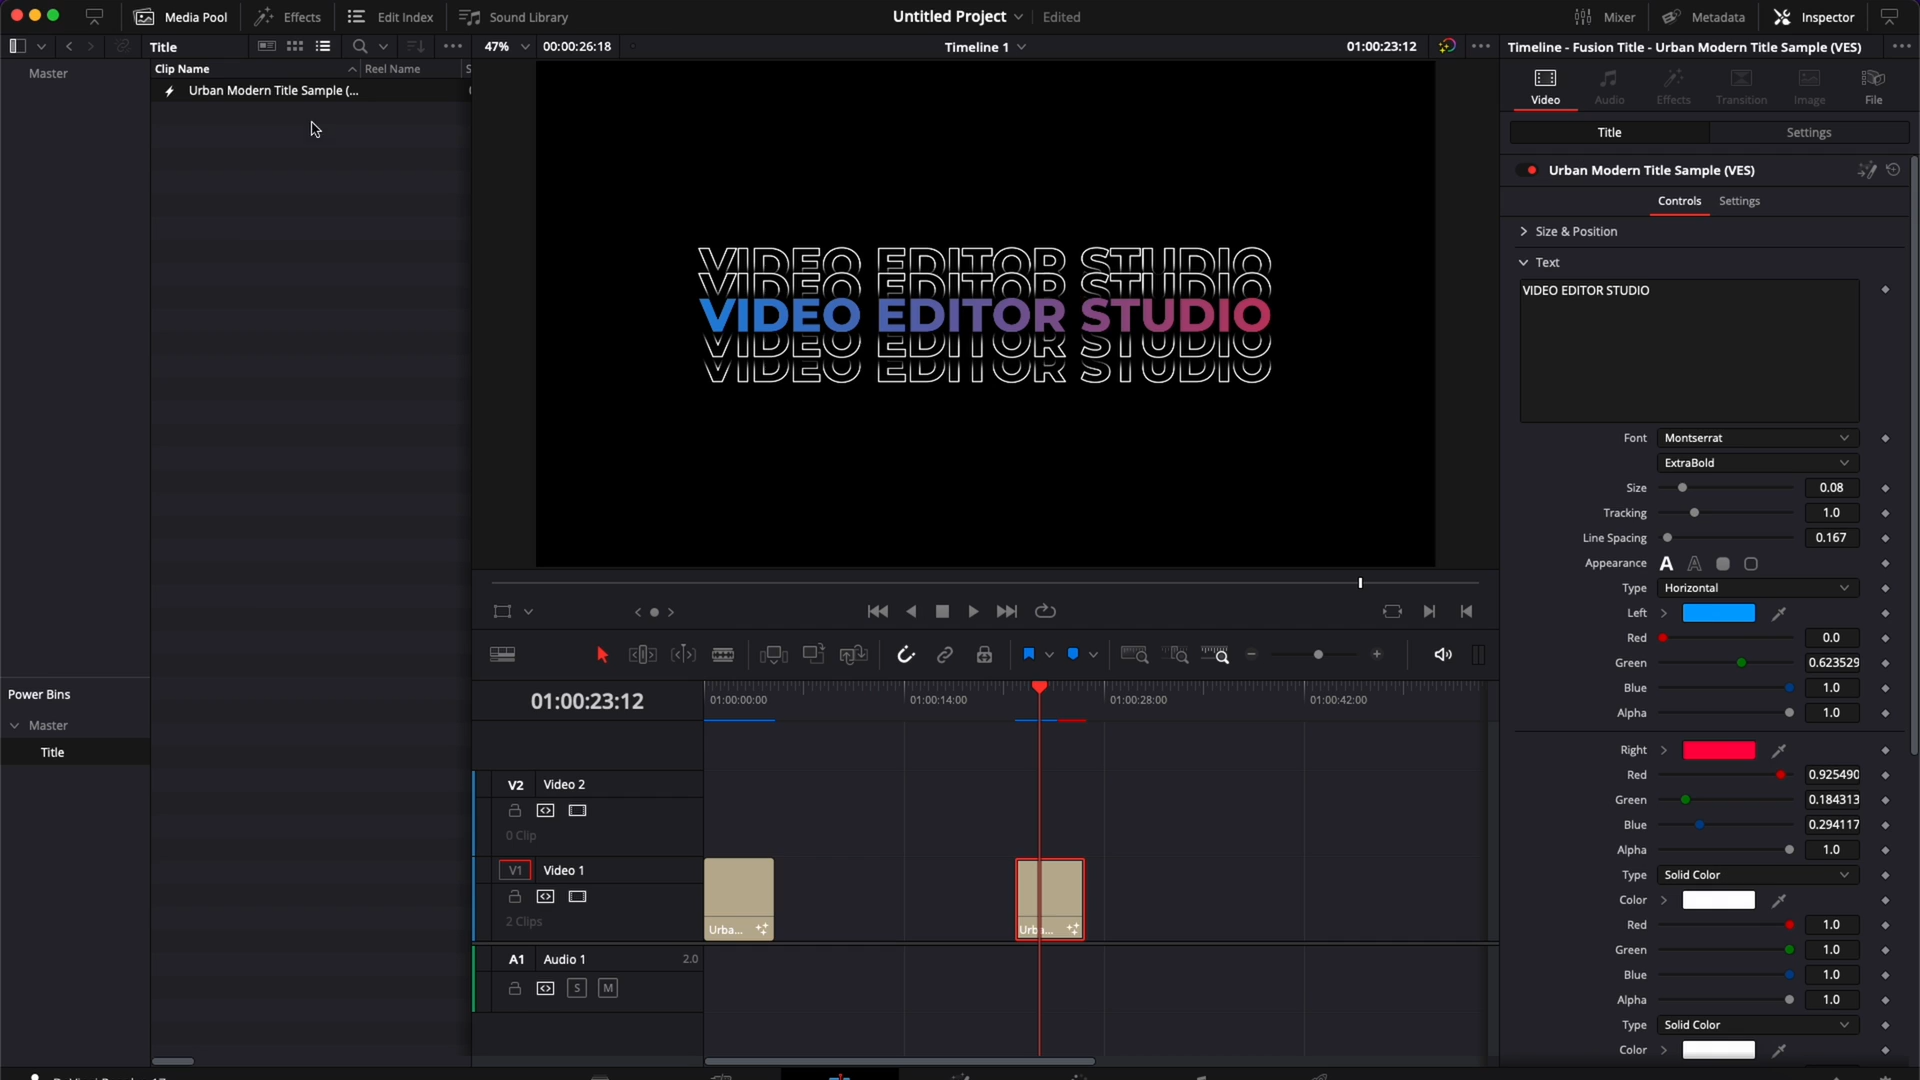 Media Pool
Effects
Edit Index
Sound Library
Untitled Project
Edited
Mixer
Metadata
Inspector
Title
47%
00:00:26:18
Timeline 1
01:00:23:12
Timeline - Fusion Title - Urban Modern Title Sample (VES)
Master
Clip Name
Reel Name
S
Urban Modern Title Sample (...
Video
Audio
Effects
Transition
Image
File
Title
Settings
Urban Modern Title Sample (VES)
Controls
Settings
Size & Position
Text
VIDEO EDITOR STUDIO
VIDEO EDITOR STUDIO
VIDEO EDITOR STUDIO
VIDEO EDITOR STUDIO
VIDEO EDITOR STUDIO
VIDEO EDITOR STUDIO
Font
Montserrat
ExtraBold
Size
0.08
Tracking
1.0
Line Spacing
0.167
Appearance
A
A
Type
Horizontal
Left
Red
0.0
Green
0.623529
Blue
1.0
Alpha
1.0
Right
Red
0.925490
Green
0.184313
Blue
0.294117
Alpha
1.0
Type
Solid Color
Color
Red
1.0
Green
1.0
Blue
1.0
Alpha
1.0
Type
Solid Color
Color
Power Bins
Master
Title
01:00:23:12
01:00:00:00
01:00:14:00
01:00:28:00
01:00:42:00
V2
Video 2
0 Clip
V1
Video 1
2 Clips
Urba...
Urb...
A1
Audio 1
2.0
S
M